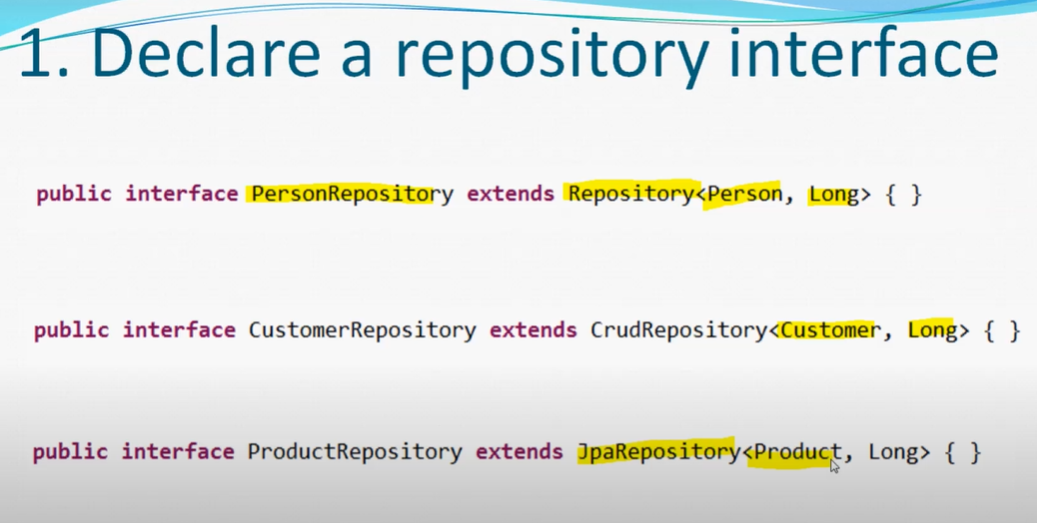 1. Declare a repository interface
public interface PersonRepository extends Repository<Person, Long> { }
public interface CustomerRepository extends CrudRepository<Customer, Long> { }
public interface ProductRepository extends JpaRepository<Product, Long> { }